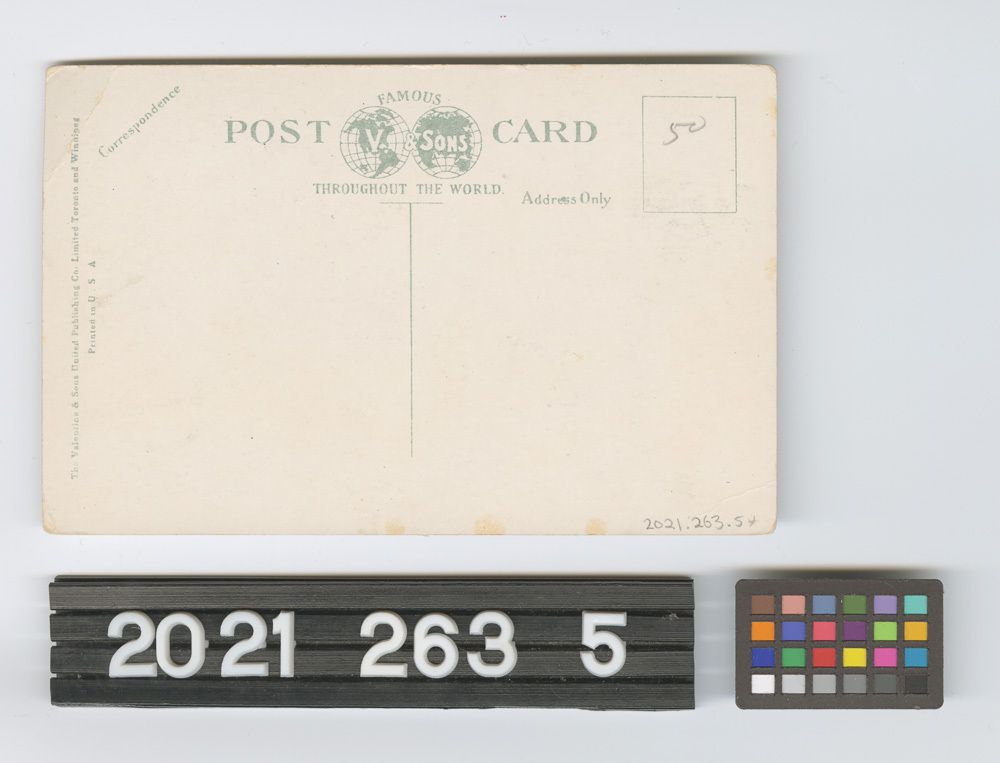 Correspondence
FAMOUS
POST V. & SONS CARD
THROUGHOUT THE WORLD.
Address Only
50
The Valentine & Sons United Publishing Co. Limited Toronto and Winnipeg
Printed in U.S A
2021.263.5
2021 263 5